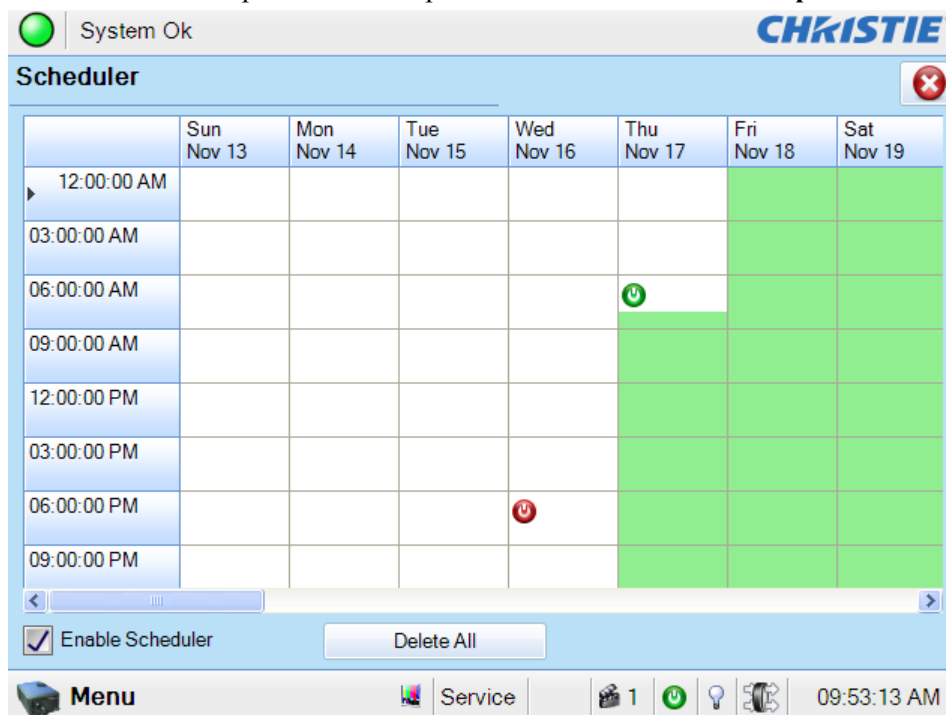 System Ok
CHRISTIE
Scheduler
Sun Nov 13
Mon Nov 14
Tue Nov 15
Wed Nov 16
Thu Nov 17
Fri Nov 18
Sat Nov 19
12:00:00 AM
03:00:00 AM
06:00:00 AM
09:00:00 AM
12:00:00 PM
03:00:00 PM
06:00:00 PM
09:00:00 PM
Enable Scheduler
Delete All
Menu
Service
1
09:53:13 AM